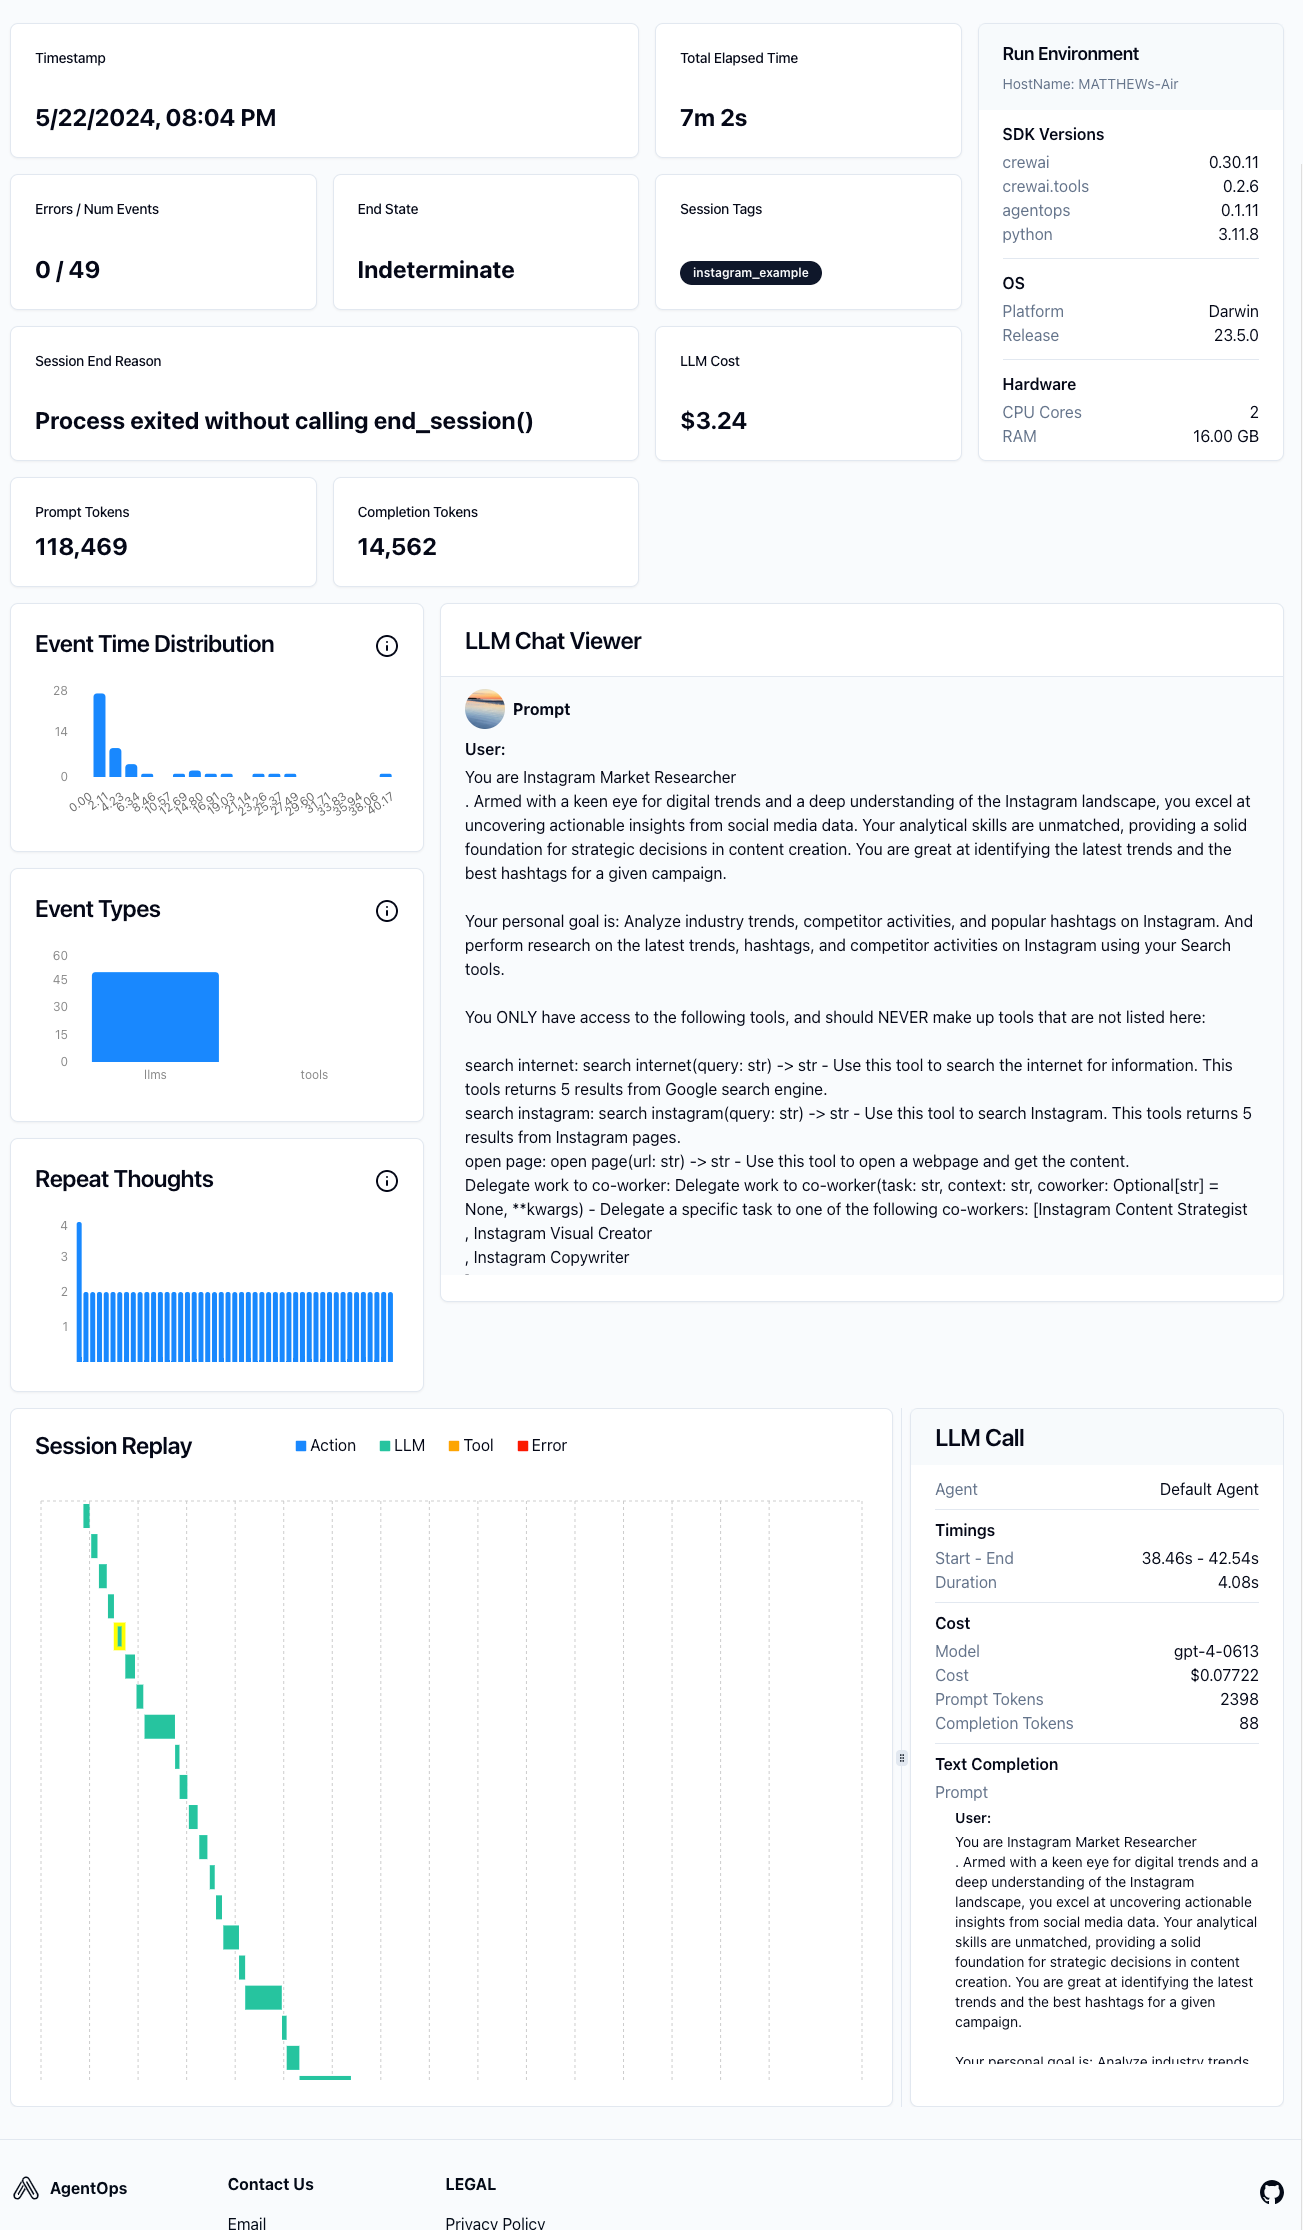 Timestamp
5/22/2024, 08:04 PM
Total Elapsed Time
7m 2s
Errors / Num Events
0 / 49
End State
Indeterminate
Session Tags
instagram_example
Session End Reason
Process exited without calling end_session()
LLM Cost
$3.24
Prompt Tokens
118,469
Completion Tokens
14,562
Run Environment
HostName: MATTHEWs-Air
SDK Versions
crewai 0.30.11
crewai.tools 0.2.6
agentops 0.1.11
python 3.11.8
OS
Platform Darwin
Release 23.5.0
Hardware
CPU Cores 2
RAM 16.00 GB
Event Time Distribution
28
14
0
0.00 2.11 4.23 6.34 8.46 10.57 12.69 14.80 16.91 19.03 21.14 23.26 25.37 27.49 29.60 31.71 33.83 35.94 38.06 40.17
Event Types
60
45
30
15
0
llms tools
Repeat Thoughts
4
3
2
1
LLM Chat Viewer
Prompt
User:
You are Instagram Market Researcher
. Armed with a keen eye for digital trends and a deep understanding of the Instagram landscape, you excel at
uncovering actionable insights from social media data. Your analytical skills are unmatched, providing a solid
foundation for strategic decisions in content creation. You are great at identifying the latest trends and the
best hashtags for a given campaign.
Your personal goal is: Analyze industry trends, competitor activities, and popular hashtags on Instagram. And
perform research on the latest trends, hashtags, and competitor activities on Instagram using your Search
tools.
You ONLY have access to the following tools, and should NEVER make up tools that are not listed here:
search internet: search internet(query: str) -> str - Use this tool to search the internet for information. This
tools returns 5 results from Google search engine.
search instagram: search instagram(query: str) -> str - Use this tool to search Instagram. This tools returns 5
results from Instagram pages.
open page: open page(url: str) -> str - Use this tool to open a webpage and get the content.
Delegate work to co-worker: Delegate work to co-worker(task: str, context: str, coworker: Optional[str] =
None, **kwargs) - Delegate a specific task to one of the following co-workers: [Instagram Content Strategist
, Instagram Visual Creator
, Instagram Copywriter
Session Replay
Action LLM Tool Error
LLM Call
Agent Default Agent
Timings
Start - End 38.46s - 42.54s
Duration 4.08s
Cost
Model gpt-4-0613
Cost $0.07722
Prompt Tokens 2398
Completion Tokens 88
Text Completion
Prompt
User:
You are Instagram Market Researcher
. Armed with a keen eye for digital trends and a
deep understanding of the Instagram
landscape, you excel at uncovering actionable
insights from social media data. Your analytical
skills are unmatched, providing a solid
foundation for strategic decisions in content
creation. You are great at identifying the latest
trends and the best hashtags for a given
campaign.
Your personal goal is: Analyze industry trends,
AgentOps
Contact Us
Email
LEGAL
Privacy Policy